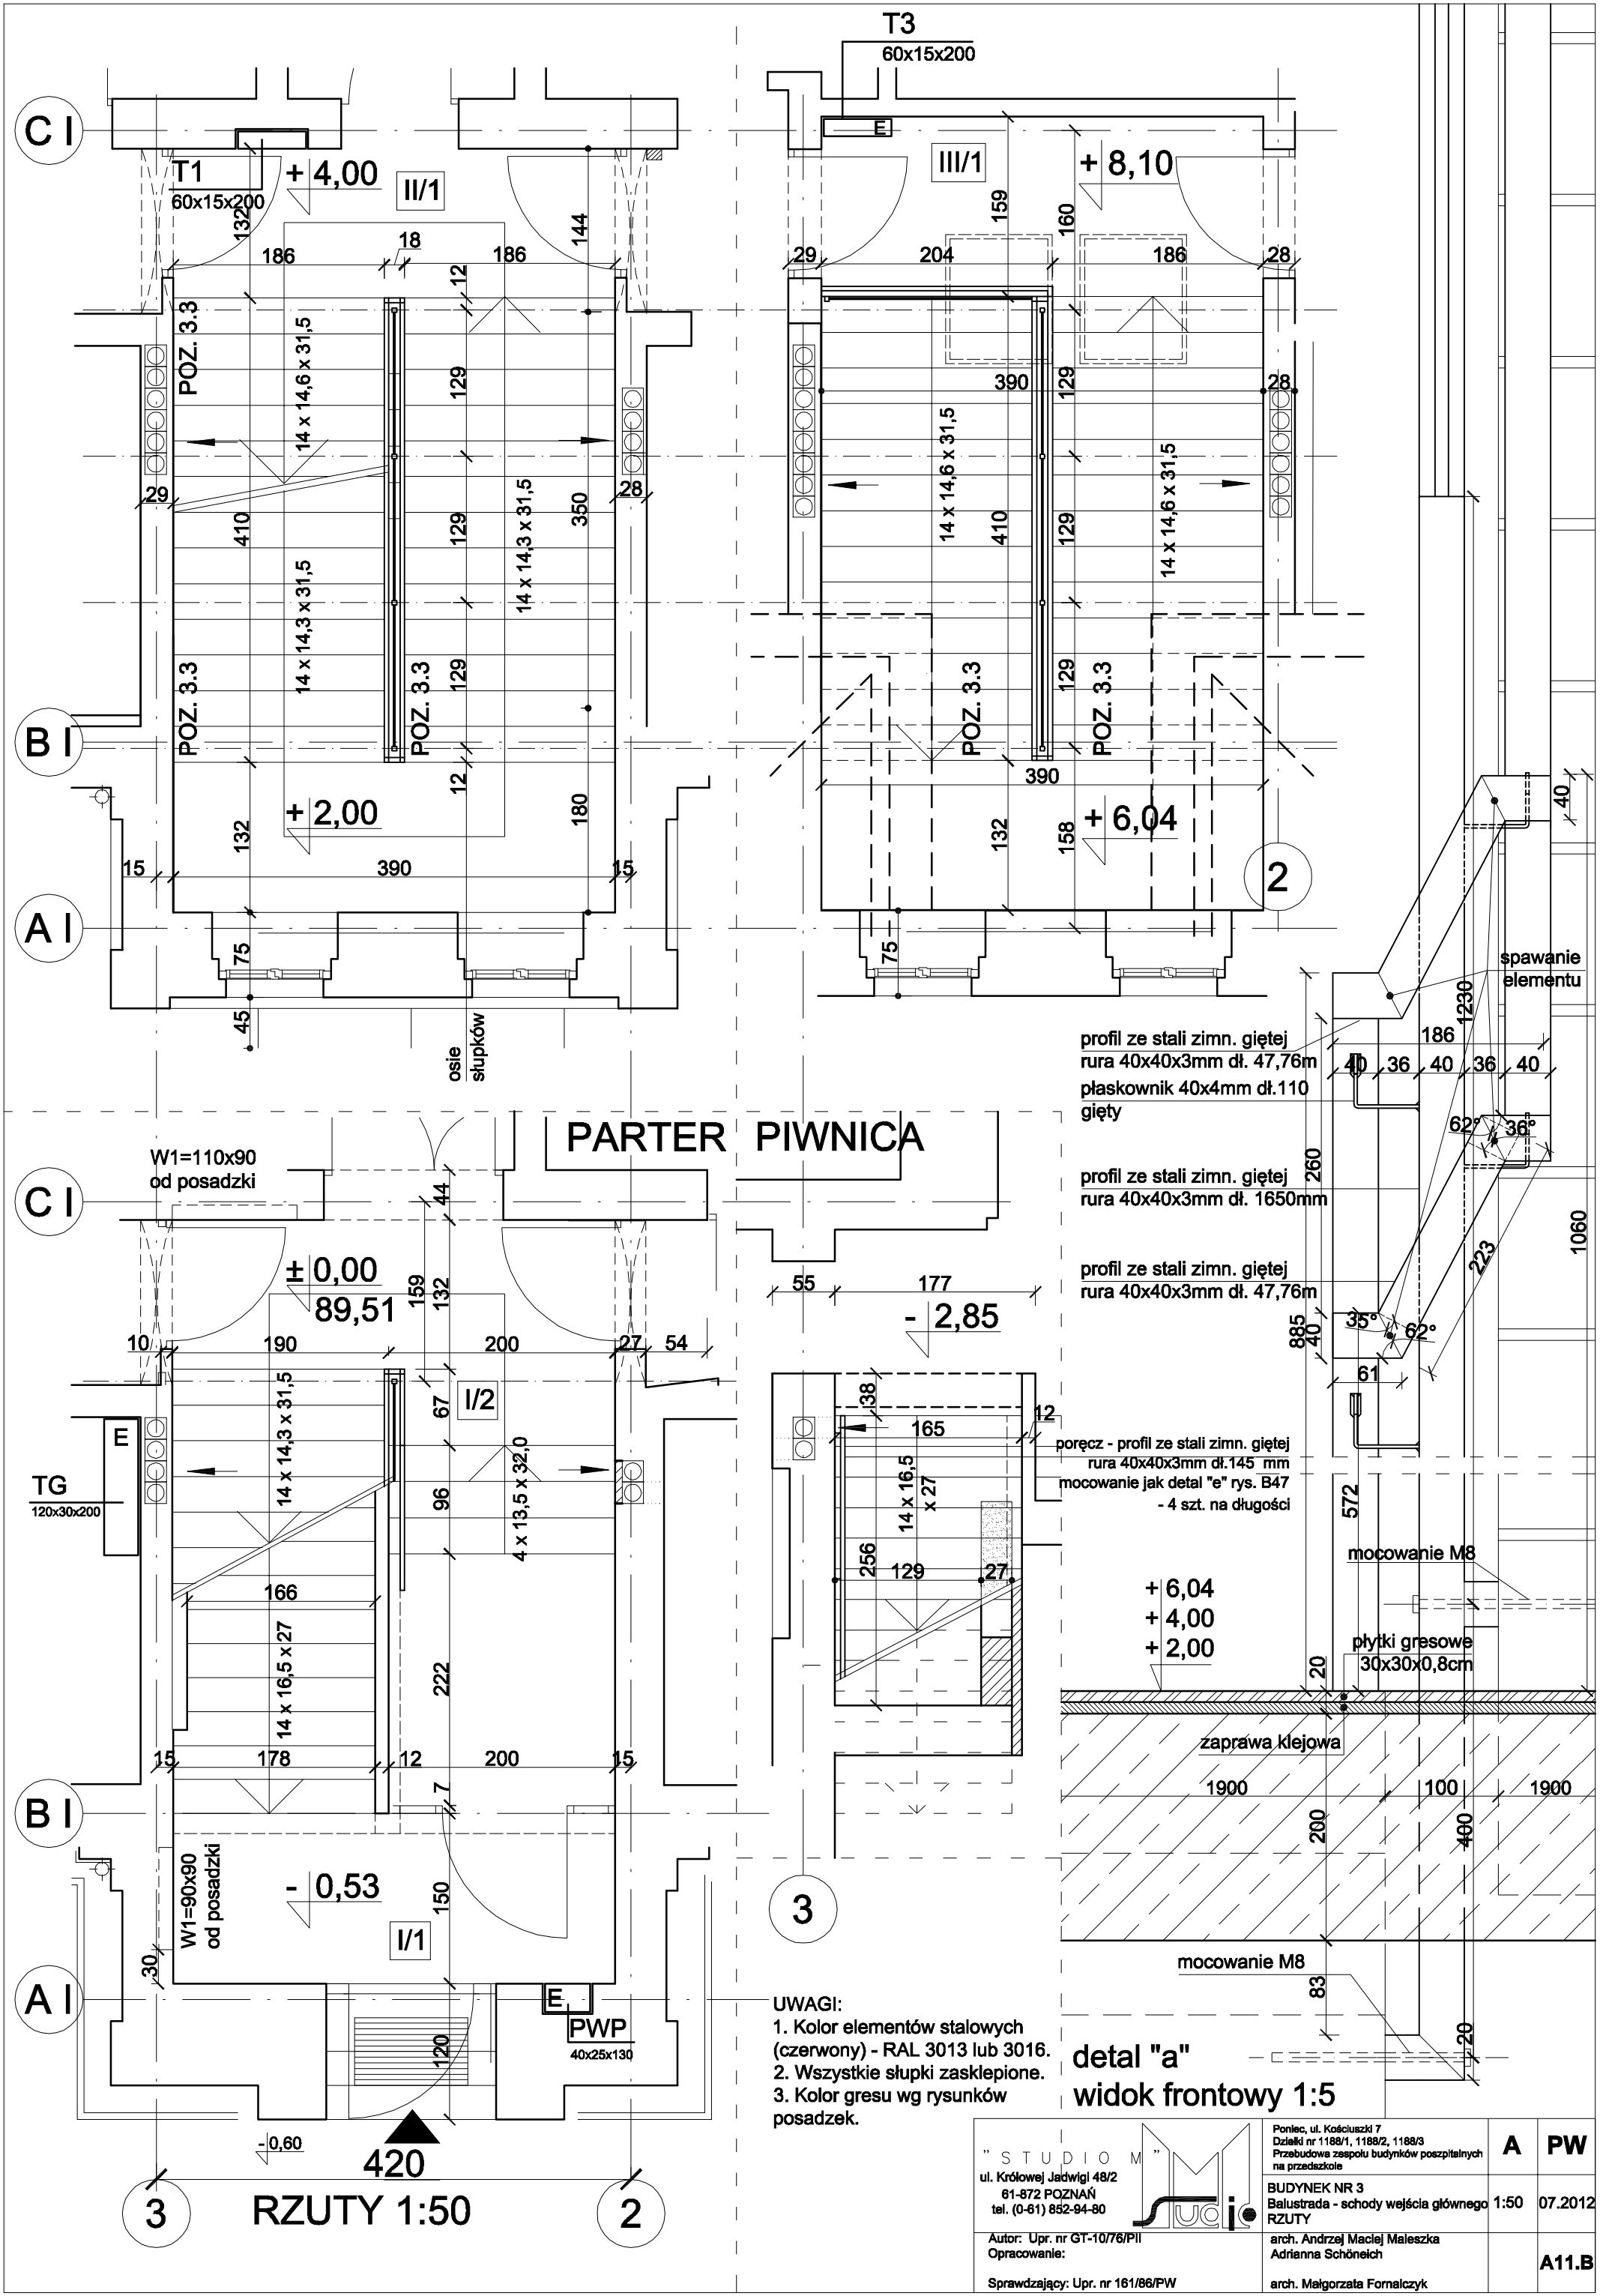 T3
60x15x200
C I
T1
60x15x200
+ 4,00
II/1
132
144
186
18
186
12
POZ. 3.3
14 x 14,6 x 31,5
129
29
28
410
129
14 x 14,3 x 31,5
350
14 x 14,3 x 31,5
POZ. 3.3
POZ. 3.3
129
B I
12
+ 2,00
132
180
15
390
15
A I
75
45
osie
słupków
E
III/1
+ 8,10
159
160
29
204
186
28
390
129
28
14 x 14,6 x 31,5
410
129
14 x 14,6 x 31,5
POZ. 3.3
129
POZ. 3.3
390
132
158
+ 6,04
2
75
PARTER
PIWNICA
W1=110x90
od posadzki
44
C I
± 0,00
89,51
159
132
10
190
200
27
54
I/2
67
E
TG
120x30x200
14 x 14,3 x 31,5
96
4 x 13,5 x 32,0
166
14 x 16,5 x 27
222
15
178
12
200
15
7
B I
W1=90x90
od posadzki
- 0,53
150
I/1
30
A I
E
PWP
40x25x130
120
- 0,60
420
3
RZUTY 1:50
2
55
177
- 2,85
38
165
12
14 x 16,5
x 27
256
129
27
3
40
spawanie
elementu
1230
186
profil ze stali zimn. giętej
rura 40x40x3mm dł. 47,76m
płaskownik 40x4mm dł.110
gięty
40
36
40
36
40
62°
36°
260
profil ze stali zimn. giętej
rura 40x40x3mm dł. 1650mm
1060
223
profil ze stali zimn. giętej
rura 40x40x3mm dł. 47,76m
885
40
35°
62°
61
poręcz - profil ze stali zimn. giętej
rura 40x40x3mm dł.145 mm
mocowanie jak detal "e" rys. B47
- 4 szt. na długości
572
mocowanie M8
+ 6,04
+ 4,00
+ 2,00
płytki gresowe
30x30x0,8cm
20
zaprawa klejowa
1900
100
1900
200
400
mocowanie M8
83
20
UWAGI:
1. Kolor elementów stalowych
(czerwony) - RAL 3013 lub 3016.
2. Wszystkie słupki zasklepione.
3. Kolor gresu wg rysunków
posadzek.
detal "a"
widok frontowy 1:5
" S T U D I O M "
ul. Królowej Jadwigi 48/2
61-872 POZNAŃ
tel. (0-61) 852-94-80
M Studio
Poniec, ul. Kościuszki 7
Działki nr 1188/1, 1188/2, 1188/3
Przebudowa zespołu budynków poszpitalnych
na przedszkole
A
PW
BUDYNEK NR 3
Balustrada - schody wejścia głównego
RZUTY
1:50
07.2012
Autor: Upr. nr GT-10/76/PII
Opracowanie:
Sprawdzający: Upr. nr 161/86/PW
arch. Andrzej Maciej Maleszka
Adrianna Schöneich
arch. Małgorzata Fornalczyk
A11.B